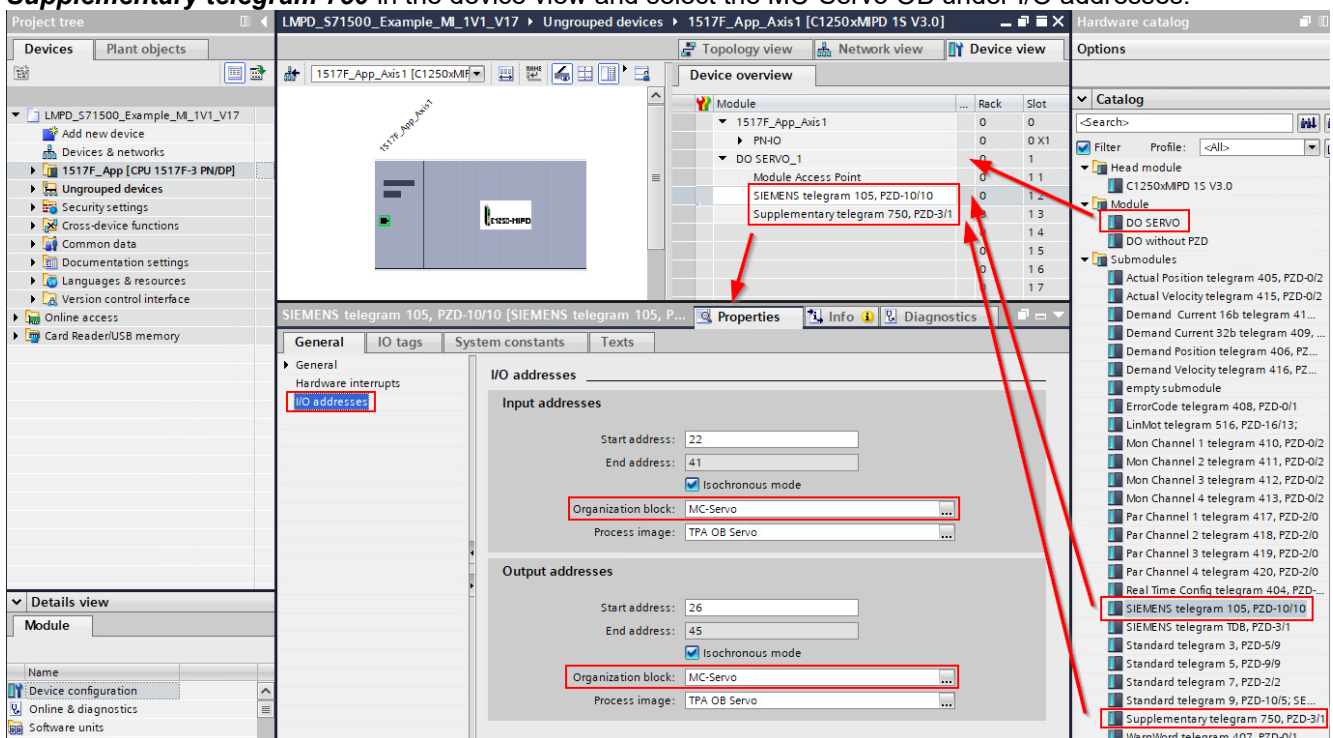 Supplementary telegram 750 in the device view and select the MC-Servo OB under I/O addresses.
Project tree
Devices
Plant objects
LMPD_S71500_Example_MI_1V1_V17
Add new device
Devices & networks
1517F_App [CPU 1517F-3 PN/DP]
Ungrouped devices
Security settings
Cross-device functions
Common data
Documentation settings
Languages & resources
Version control interface
Online access
Card Reader/USB memory
Details view
Module
Name
Device configuration
Online & diagnostics
Software units
LMPD_S71500_Example_MI_1V1_V17 Ungrouped devices 1517F_App_Axis1 [C1250xMIPD 1S V3.0]
Topology view
Network view
Device view
1517F_App_Axis1 [C1250xMIF
1517F_App_Axis1
C1250-MIPD
Device overview
Module ... Rack Slot
1517F_App_Axis1 0 0
PN-IO 0 0 X1
DO SERVO_1 0 1
Module Access Point 0 1 1
SIEMENS telegram 105, PZD-10/10 0 1 2
Supplementary telegram 750, PZD-3/1 0 1 3
0 1 4
0 1 5
0 1 6
0 1 7
SIEMENS telegram 105, PZD-10/10 [SIEMENS telegram 105, P...
Properties
Info
Diagnostics
General
IO tags
System constants
Texts
General
Hardware interrupts
I/O addresses
I/O addresses
Input addresses
Start address: 22
End address: 41
Isochronous mode
Organization block: MC-Servo ...
Process image: TPA OB Servo ...
Output addresses
Start address: 26
End address: 45
Isochronous mode
Organization block: MC-Servo ...
Process image: TPA OB Servo ...
Hardware catalog
Options
Catalog
<Search>
Filter Profile: <All>
Head module
C1250xMIPD 1S V3.0
Module
DO SERVO
DO without PZD
Submodules
Actual Position telegram 405, PZD-0/2
Actual Velocity telegram 415, PZD-0/2
Demand Current 16b telegram 41...
Demand Current 32b telegram 409, ...
Demand Position telegram 406, PZ...
Demand Velocity telegram 416, PZ...
empty submodule
ErrorCode telegram 408, PZD-0/1
LinMot telegram 516, PZD-16/13;
Mon Channel 1 telegram 410, PZD-0/2
Mon Channel 2 telegram 411, PZD-0/2
Mon Channel 3 telegram 412, PZD-0/2
Mon Channel 4 telegram 413, PZD-0/2
Par Channel 1 telegram 417, PZD-2/0
Par Channel 2 telegram 418, PZD-2/0
Par Channel 3 telegram 419, PZD-2/0
Par Channel 4 telegram 420, PZD-2/0
Real Time Config telegram 404, PZD-...
SIEMENS telegram 105, PZD-10/10
SIEMENS telegram TDB, PZD-3/1
Standard telegram 3, PZD-5/9
Standard telegram 5, PZD-9/9
Standard telegram 7, PZD-2/2
Standard telegram 9, PZD-10/5; SE...
Supplementary telegram 750, PZD-3/1
WarnWord telegram 407, PZD-0/1